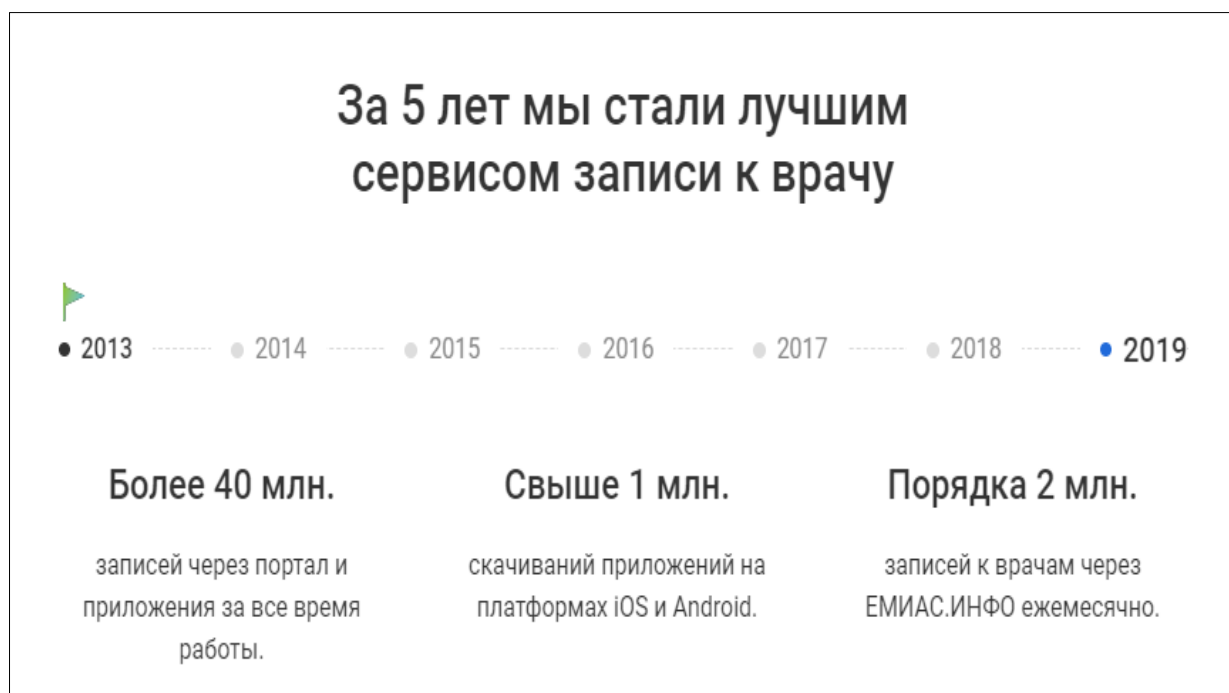 За 5 лет мы стали лучшим
сервисом записи к врачу
2013 2014 2015 2016 2017 2018 2019
Более 40 млн.
записей через портал и
приложения за все время
работы.
Свыше 1 млн.
скачиваний приложений на
платформах iOS и Android.
Порядка 2 млн.
записей к врачам через
ЕМИАС.ИНФО ежемесячно.